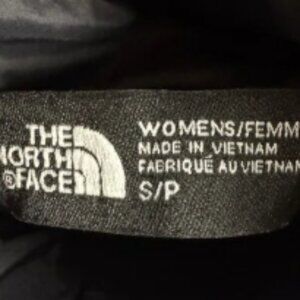 THE
NORTH
®FACE
WOMENS/FEMM
MADE IN VIETNAM
FABRIQUÉ AU VIETNAM
S/P